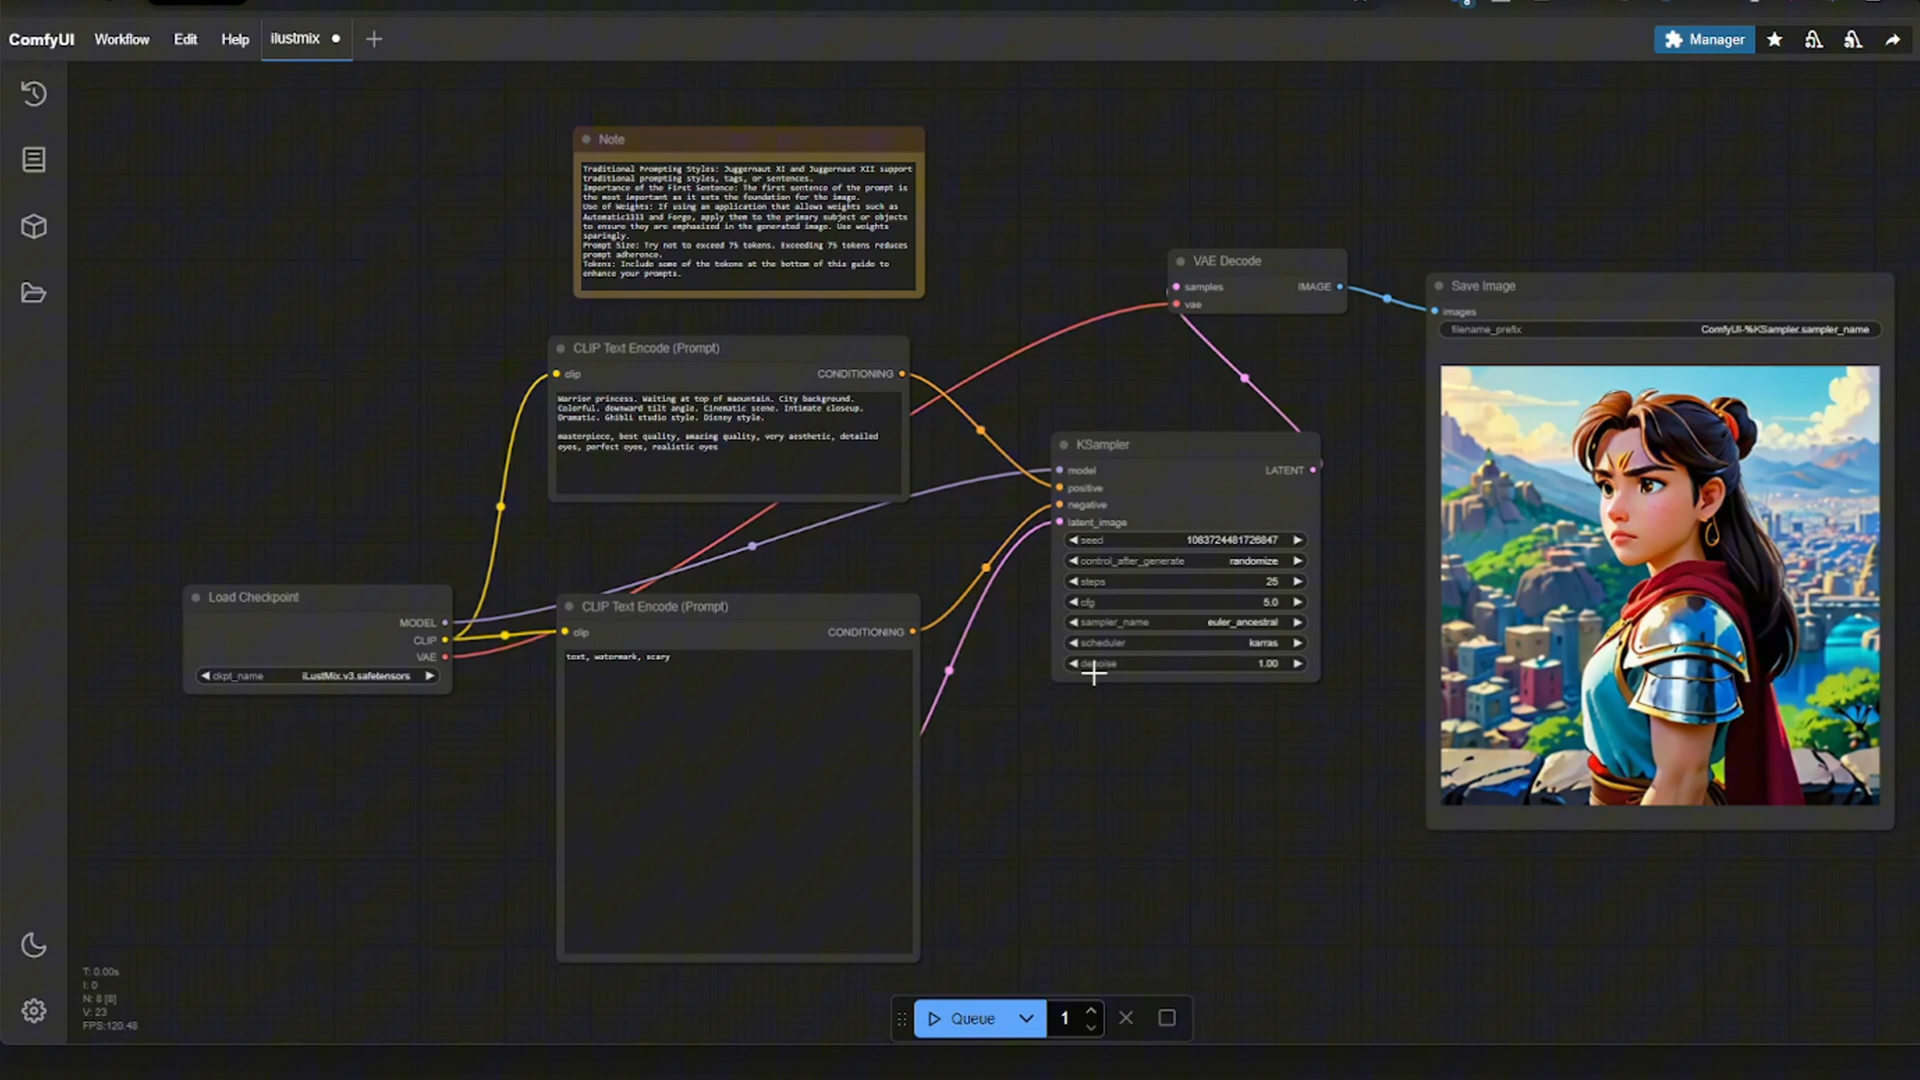 ComfyUI Workflow Edit Help ilustmix
Manager
Note
Traditional Prompting Styles: Juggernaut XI and Juggernaut XII support
traditional prompting styles, tags, or sentences.
Importance of the First Sentence: The first sentence of the prompt is
the most important as it sets the foundation for the image.
Use of Weights: If using an application that allows weights such as
Automatic1111 and Forge, apply them to the primary subject or objects
to ensure they are emphasized in the generated image. Use weights
sparingly.
Prompt Size: Try not to exceed 75 tokens. Exceeding 75 tokens reduces
prompt adherence.
Tokens: Include some of the tokens at the bottom of this guide to
enhance your prompts.
CLIP Text Encode (Prompt)
clip CONDITIONING
Warrior princess. Waiting at top of maountain. City background.
Colorful. downward tilt angle. Cinematic scene. Intimate closeup.
Dramatic. Ghibli studio style. Disney style.
masterpiece, best quality, amazing quality, very aesthetic, detailed
eyes, perfect eyes, realistic eyes
Load Checkpoint
MODEL
CLIP
VAE
ckpt_name iLustMix.v3.safetensors
CLIP Text Encode (Prompt)
clip CONDITIONING
text, watermark, scary
VAE Decode
samples IMAGE
vae
KSampler
model LATENT
positive
negative
latent_image
seed 1083724481726847
control_after_generate randomize
steps 25
cfg 5.0
sampler_name euler_ancestral
scheduler karras
denoise 1.00
Save Image
images
filename_prefix ComfyUI-%KSampler.sampler_name
T: 0.00s
I: 0
N: 8 [8]
V: 23
FPS:120.48
Queue 1